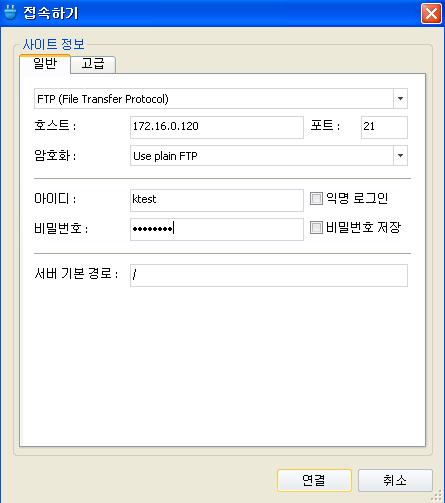 접속하기
사이트 정보
일반 고급
FTP (File Transfer Protocol)
호스트 : 172.16.0.120 포트 : 21
암호화 : Use plain FTP
아이디 : ktest 익명 로그인
비밀번호 : ●●●●●●●● 비밀번호 저장
서버 기본 경로 : /
연결 취소